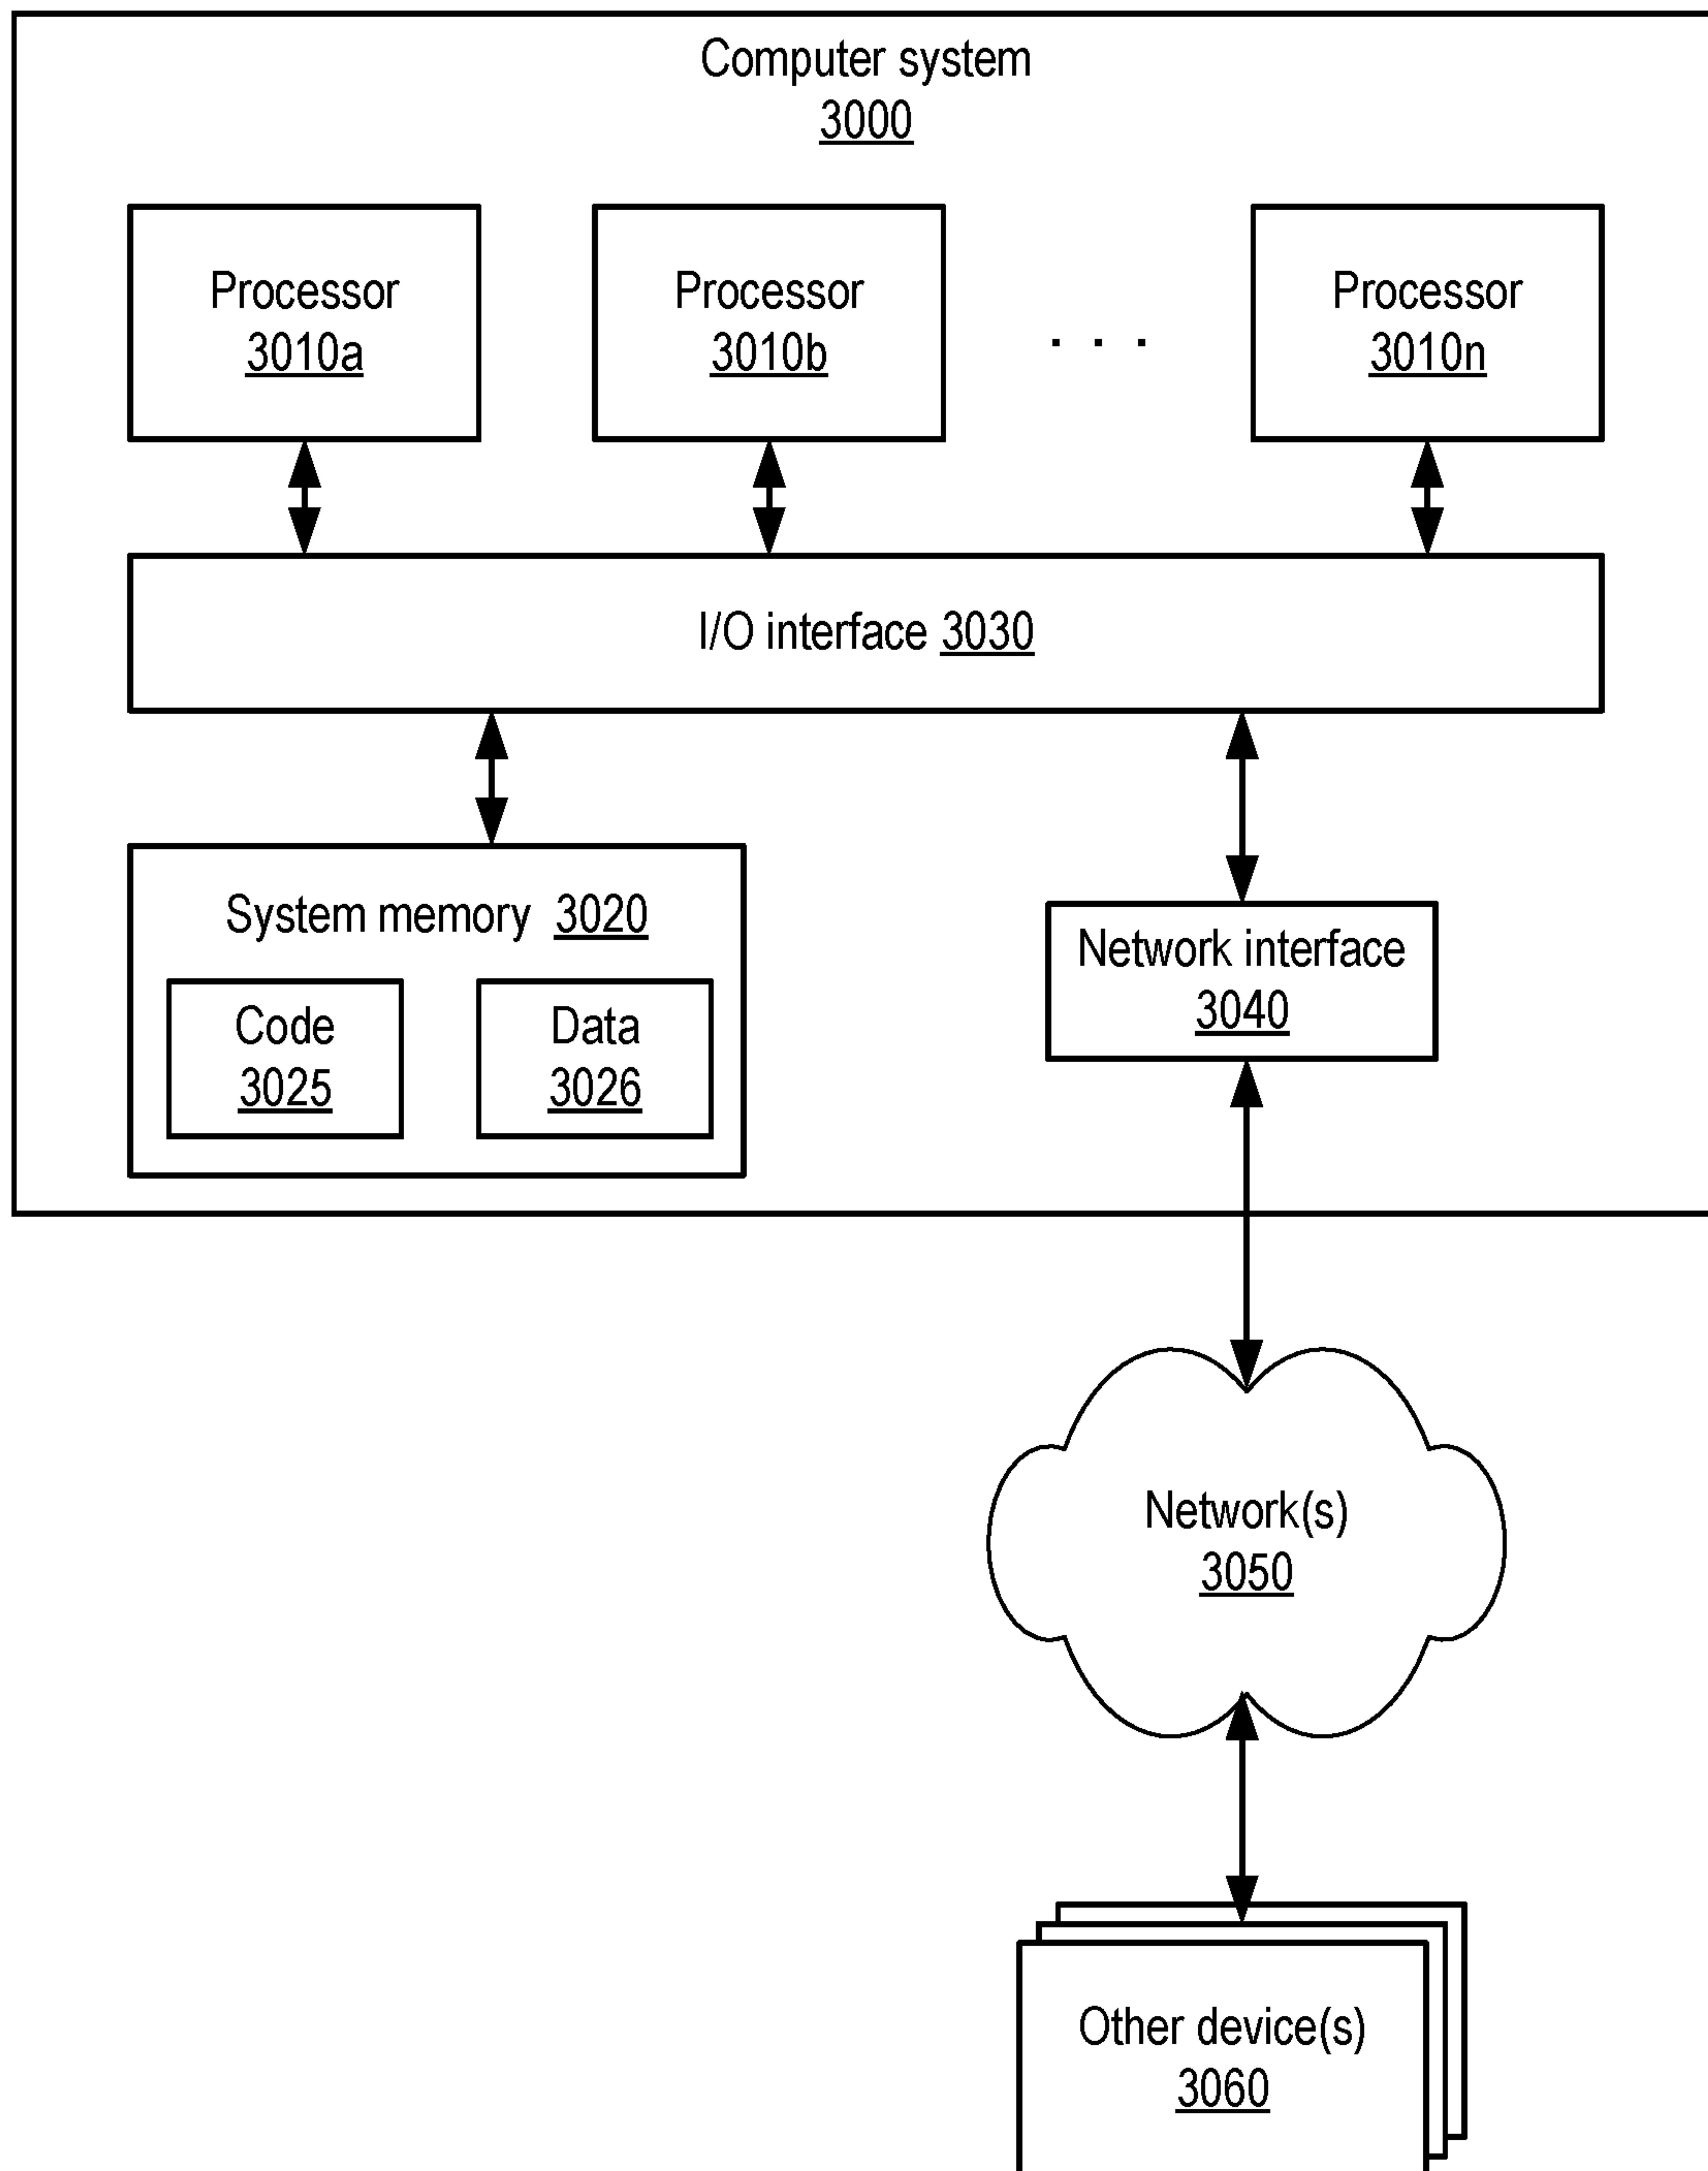 Computer system
3000
Processor
3010a
Processor
3010b
. . .
Processor
3010n
I/O interface 3030
System memory 3020
Code
3025
Data
3026
Network interface
3040
Network(s)
3050
Other device(s)
3060